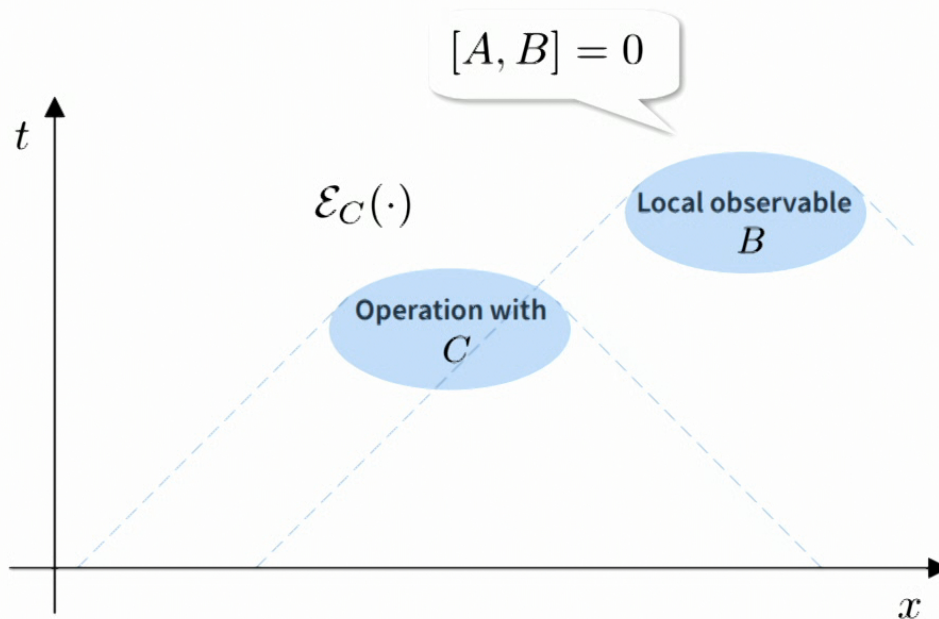 [A, B] = 0
t
ℰ_C(·)
Local observable
B
Operation with
C
x